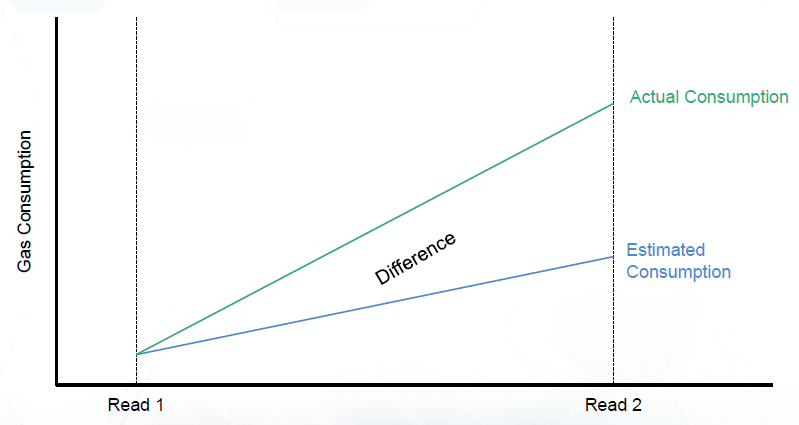 Actual Consumption
Gas Consumption
Difference
Estimated
Consumption
Read 1
Read 2